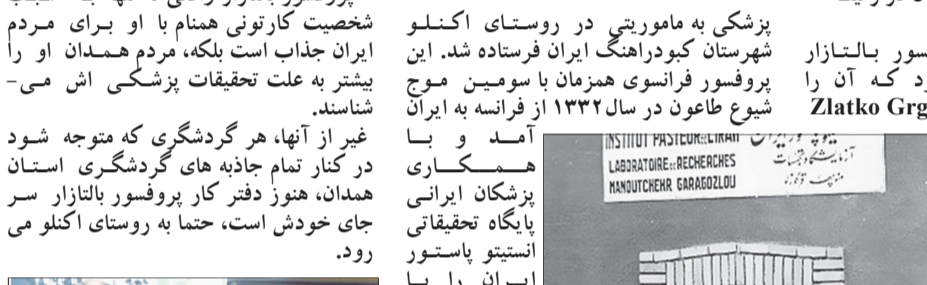 سور بالتازار
د که آن را
Zlatko Grg
پزشکی به ماموریتی در روستای اکنلو
شهرستان کبودراهنگ ایران فرستاده شد. این
پروفسور فرانسوی همزمان با سومین موج
شیوع طاعون در سال۱۳۳۲ از فرانسه به ایران
آمد و با
همکاری
پزشکان ایرانی
پایگاه تحقیقاتی
انستیتو پاستور
ایران را با
INSTITUT PASTEUR
LABORATOIRE::RECHERCHES
MANOUTCHEHR GARAGOZLOU
شخصیت کارتونی همنام با او برای مردم
ایران جذاب است بلکه، مردم همدان او را
بیشتر به علت تحقیقات پزشکی اش می-
شناسند.
غیر از آنها، هر گردشگری که متوجه شود
در کنار تمام جاذبه های گردشگری استان
همدان، هنوز دفتر کار پروفسور بالتازار سر
جای خودش است، حتما به روستای اکنلو می
رود.